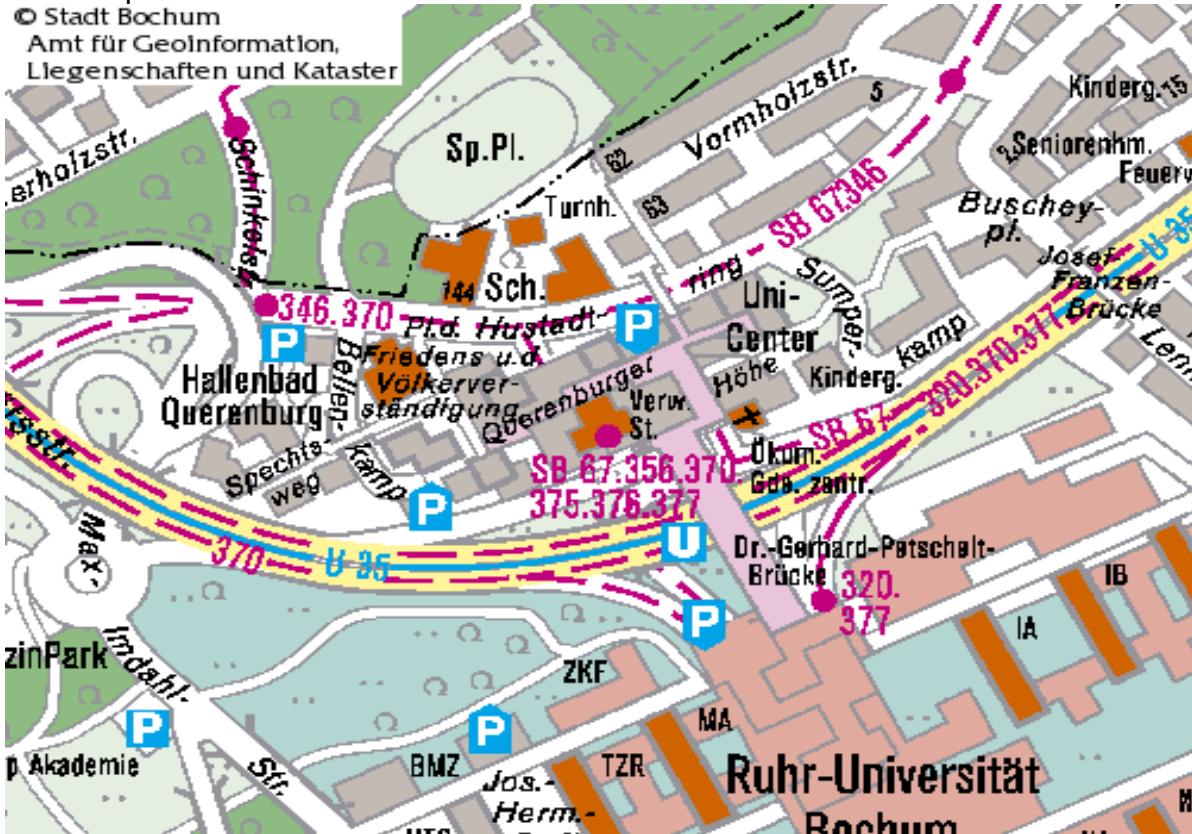 © Stadt Bochum
Amt für Geoinformation,
Liegenschaften und Kataster
Kinderg.
15
5
Vormholzstr.
62
63
Sp.Pl.
Turnh.
SB 67.346
2
Seniorenhm.
Feuerw
erholzstr.
Buschey-
pl.
U 35
Josef-
Franzen-
Brücke
144
Sch.
ring
Sumper-
kamp
Uni-
Center
346.370
Pl.d. Hustadt-
P
P
Friedens u.d.
Völkerver-
ständigung
Hallenbad
Querenburg
Querenburger
Höhe
Kinderg.
320.370.377
Verw.
St.
SB 67
Spechts-
weg
kamp
SB 67.356.370.
375.376.377
Ökum.
Gde. zentr.
P
U
370
U 35
Max-
Imdahl-
Str.
Dr.-Gerhard-Petschelt-
Brücke
320.
377
P
IB
IA
zinPark
ZKF
P
P
MA
p Akademie
BMZ
TZR
Jos.-
Herm.-
Ruhr-Universität
Bochum